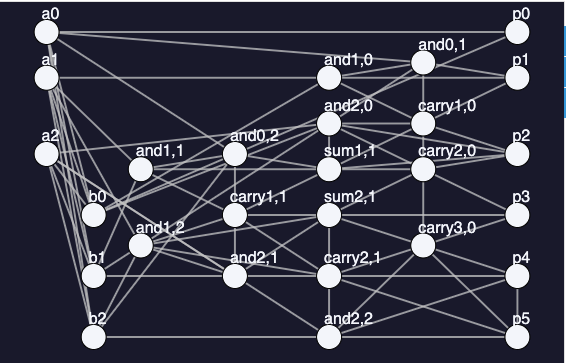 a0
p0
and0,1
a1
and1,0
p1
and2,0
carry1,0
a2
and1,1
and0,2
sum1,1
carry2,0
p2
b0
carry1,1
sum2,1
p3
and1,2
carry3,0
b1
and2,1
carry2,1
p4
b2
and2,2
p5